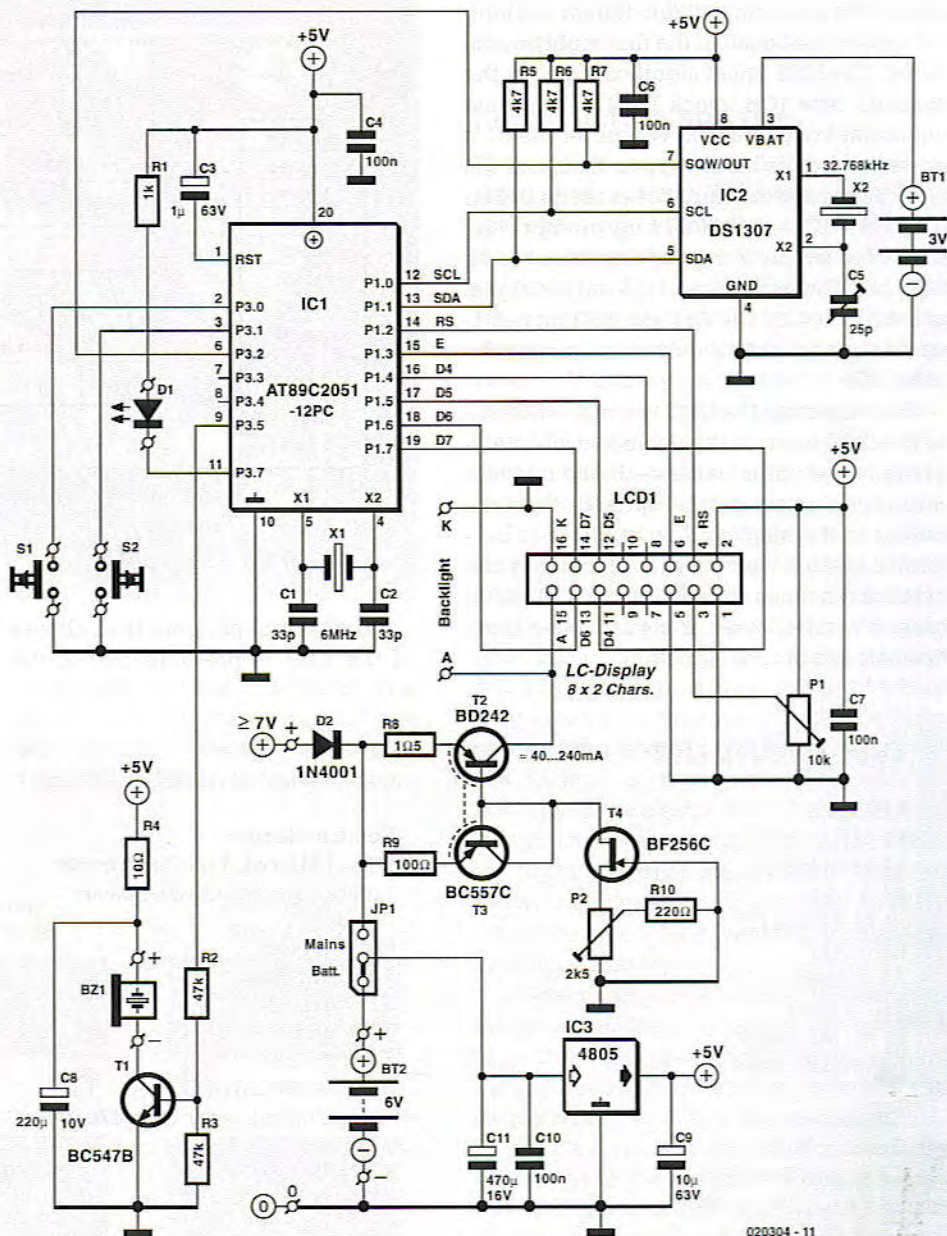 +5V
+5V
R5
R6
R7
4k7
4k7
4k7
C6
100n
8
3
VCC VBAT
7
SQW/OUT
IC2
6
SCL
DS1307
5
SDA
X1
1
32.768kHz
X2
X2
2
GND
4
C5
25p
BT1
3V
R1
1k
C3
1µ
63V
C4
100n
20
1
RST
2
P3.0
3
P3.1
6
P3.2
7
P3.3
8
P3.4
9
P3.5
11
P3.7
IC1
AT89C2051
-12PC
P1.0
12 SCL
P1.1
13 SDA
P1.2
14 RS
P1.3
15 E
P1.4
16 D4
P1.5
17 D5
P1.6
18 D6
P1.7
19 D7
X1
X2
10
5
4
D1
S1
S2
X1
C1
33p
6MHz
C2
33p
+5V
LCD1
K
Backlight
A
16 K
14 D7
12 D5
10
8
6 E
4 RS
2
15 A
13 D6
11 D4
9
7
5
3
1
LC-Display
8 x 2 Chars.
P1
10k
C7
100n
≥ 7V
+
D2
1N4001
R8
1Ω5
T2
BD242
= 40...240mA
+5V
R4
10Ω
R9
100Ω
BC557C
T3
T4
BF256C
P2
2k5
R10
220Ω
JP1
Mains
Batt.
+
BZ1
−
R2
47k
T1
BC547B
R3
47k
C8
220µ
10V
+
BT2
6V
−
0
0
IC3
4805
+5V
C11
470µ
16V
C10
100n
C9
10µ
63V
020304 - 11